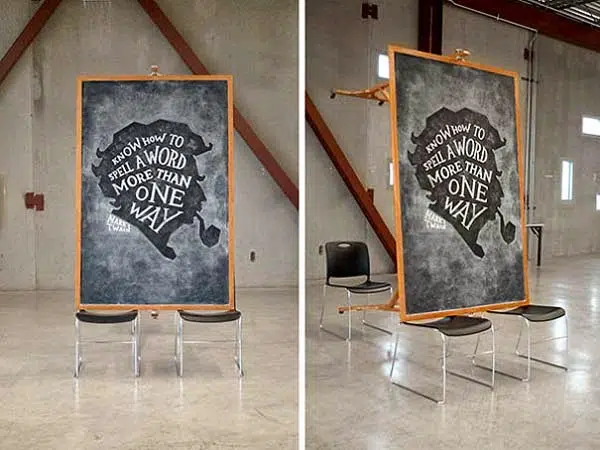 KNOW HOW TO
SPELL A WORD
MORE THAN
ONE
WAY
MARK
TWAIN
KNOW HOW TO
SPELL A WORD
MORE THAN
ONE
WAY
MARK
TWAIN